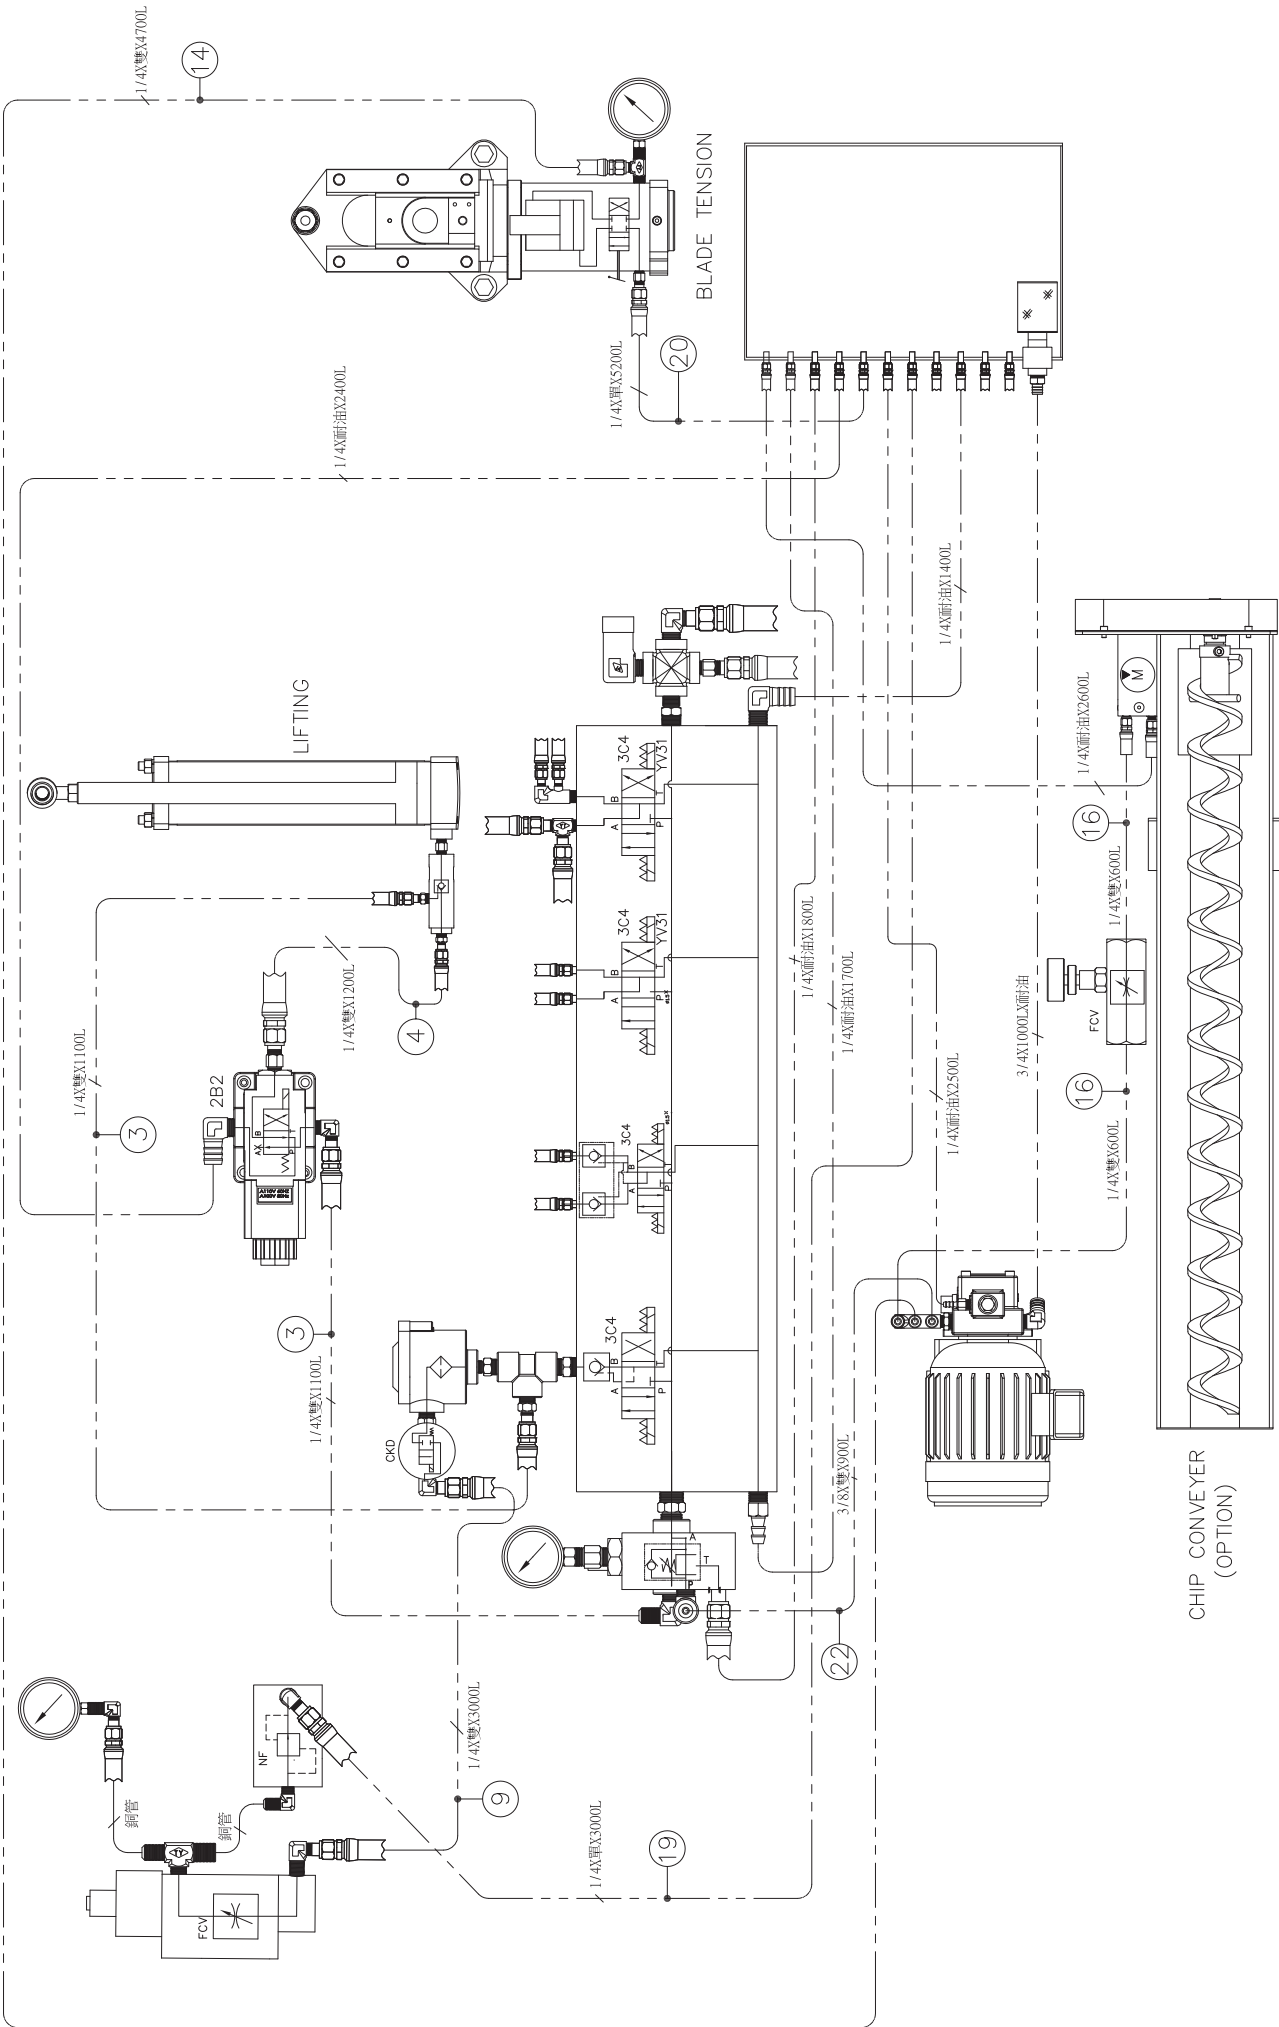 1/4X雙X4700L
14
BLADE TENSION
1/4X單X5200L
20
1/4X耐油X2400L
LIFTING
1/4X雙X1100L
3
1/4X雙X1200L
4
2B2
A
B
P
T
3
1/4X雙X1100L
3C4
YV31
A
B
P
T
3C4
YV31
A
B
P
T
3C4
A
B
P
3C4
A
B
P
T
CKD
1/4X耐油X1400L
1/4X耐油X1800L
1/4X耐油X1700L
1/4X耐油X2500L
3/4X1000LX耐油
1/4X耐油X2600L
M
16
1/4X雙X600L
FCV
16
1/4X雙X600L
CHIP CONVEYER
(OPTION)
3/8X雙X900L
22
A
T
P
1/4X雙X3000L
9
1/4X單X3000L
19
NF
銅管
銅管
FCV